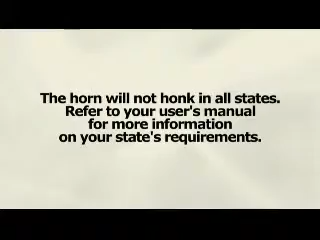 The horn will not honk in all states.
Refer to your user's manual
for more information
on your state's requirements.